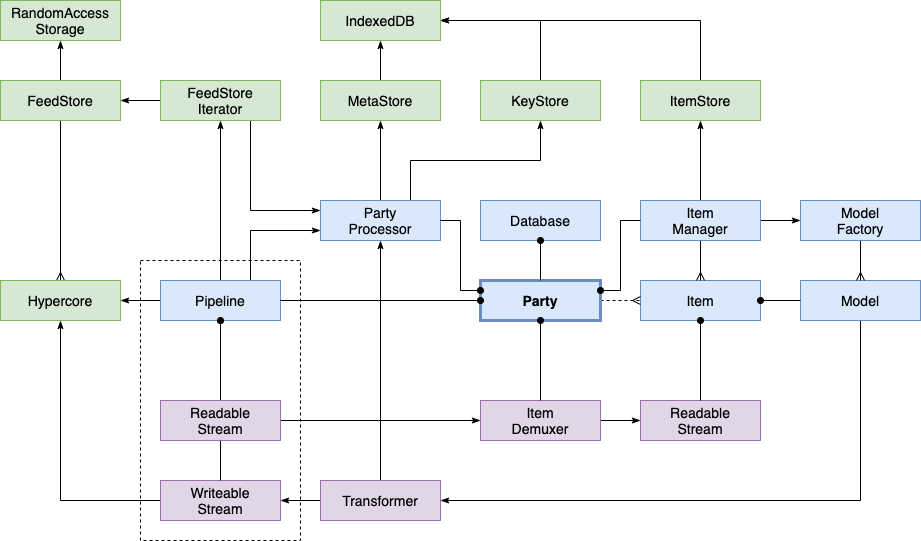 RandomAccess
Storage
IndexedDB
FeedStore
FeedStore
Iterator
MetaStore
KeyStore
ItemStore
Party
Processor
Database
Item
Manager
Model
Factory
Hypercore
Pipeline
Party
Item
Model
Readable
Stream
Item
Demuxer
Readable
Stream
Writeable
Stream
Transformer